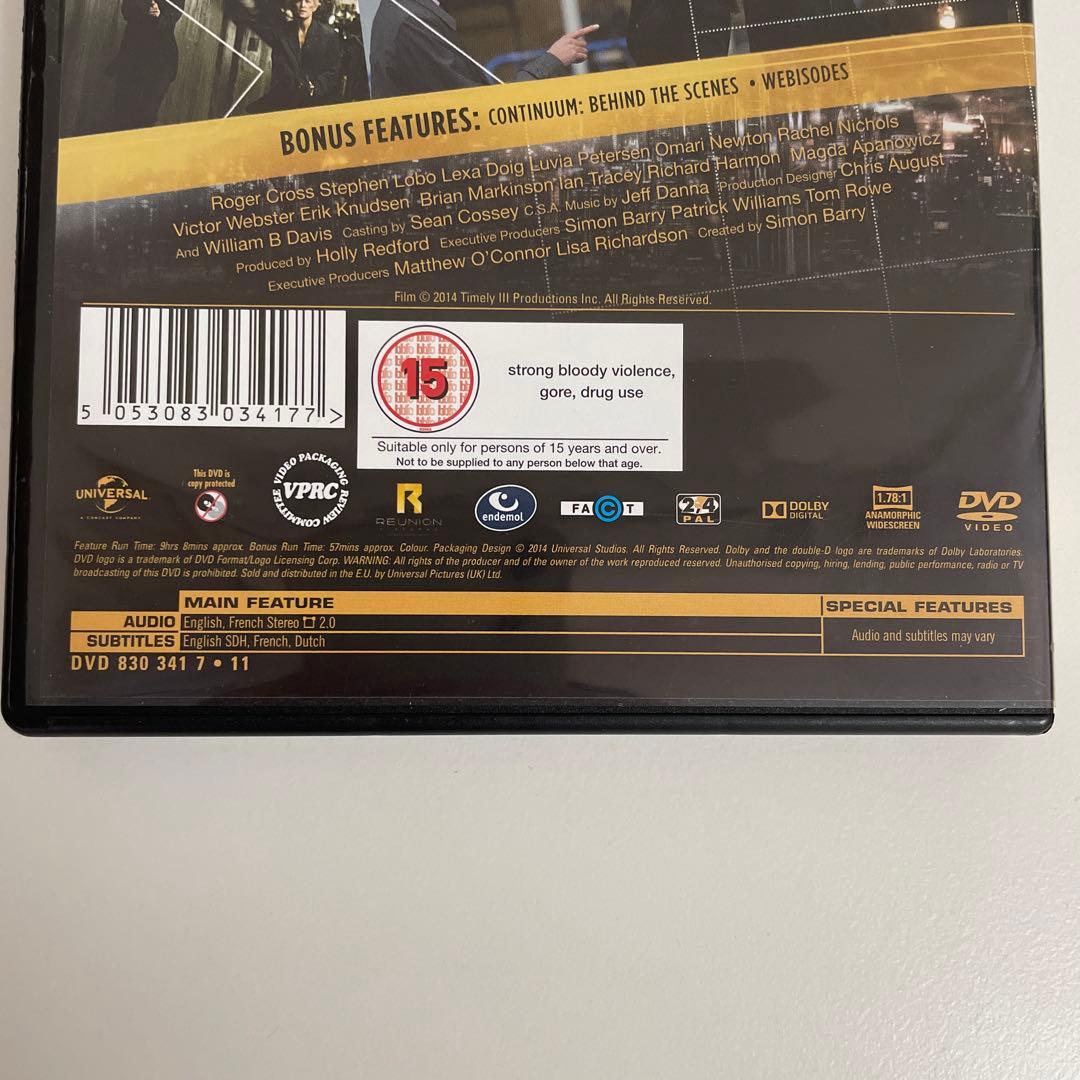 BONUS FEATURES: CONTINUUM: BEHIND THE SCENES • WEBISODES
Roger Cross Stephen Lobo Lexa Doig Luvia Petersen Omari Newton Rachel Nichols
Victor Webster Erik Knudsen Brian Markinson Ian Tracey Richard Harmon Magda Apanowicz
And William B Davis Casting by Sean Cossey C.S.A. Music by Jeff Danna Production Designer Chris August
Produced by Holly Redford Executive Producers Simon Barry Patrick Williams Tom Rowe
Executive Producers Matthew O'Connor Lisa Richardson Created by Simon Barry
Film © 2014 Timely III Productions Inc. All Rights Reserved.
5 053083 034177 >
15
strong bloody violence,
gore, drug use
Suitable only for persons of 15 years and over.
Not to be supplied to any person below that age.
UNIVERSAL
A COMCAST COMPANY
This DVD is
copy protected
VIDEO PACKAGING REVIEW COMMITTEE
VPRC
REUNION
endemol
FACT
2,4
PAL
DOLBY
DIGITAL
1.78:1
ANAMORPHIC
WIDESCREEN
DVD
VIDEO
Feature Run Time: 9hrs 8mins approx. Bonus Run Time: 57mins approx. Colour. Packaging Design © 2014 Universal Studios. All Rights Reserved. Dolby and the double-D logo are trademarks of Dolby Laboratories.
DVD logo is a trademark of DVD Format/Logo Licensing Corp. WARNING: All rights of the producer and of the owner of the work reproduced reserved. Unauthorised copying, hiring, lending, public performance, radio or TV
broadcasting of this DVD is prohibited. Sold and distributed in the E.U. by Universal Pictures (UK) Ltd.
MAIN FEATURE
SPECIAL FEATURES
AUDIO English, French Stereo 2.0
SUBTITLES English SDH, French, Dutch
Audio and subtitles may vary
DVD 830 341 7 • 11